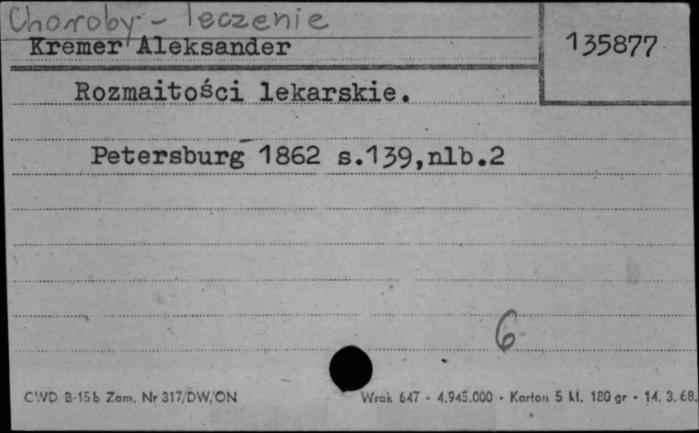 Choroby - leczenie
Kremer Aleksander
135877
Rozmaitości lekarskie.
Petersburg 1862 s.139,nlb.2
6
CWD B-15b Zam. Nr 317/DW/ON
Wrak 647 - 4.945.000 - Karton 5 kl. 180 gr - 14. 3. 68.